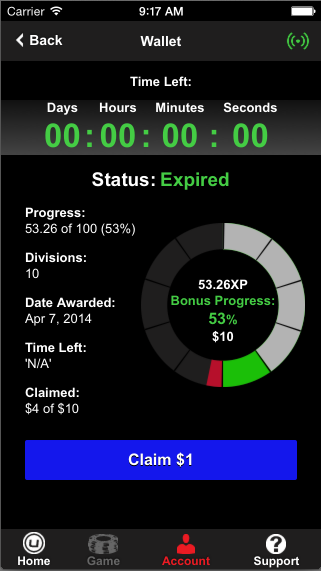 Carrier 9:17 AM
Back Wallet
Time Left:
Days Hours Minutes Seconds
00:00:00:00
Status: Expired
Progress:
53.26 of 100 (53%)
Divisions:
10
Date Awarded:
Apr 7, 2014
Time Left:
'N/A'
Claimed:
$4 of $10
53.26XP
Bonus Progress:
53%
$10
Claim $1
Home Game Account Support